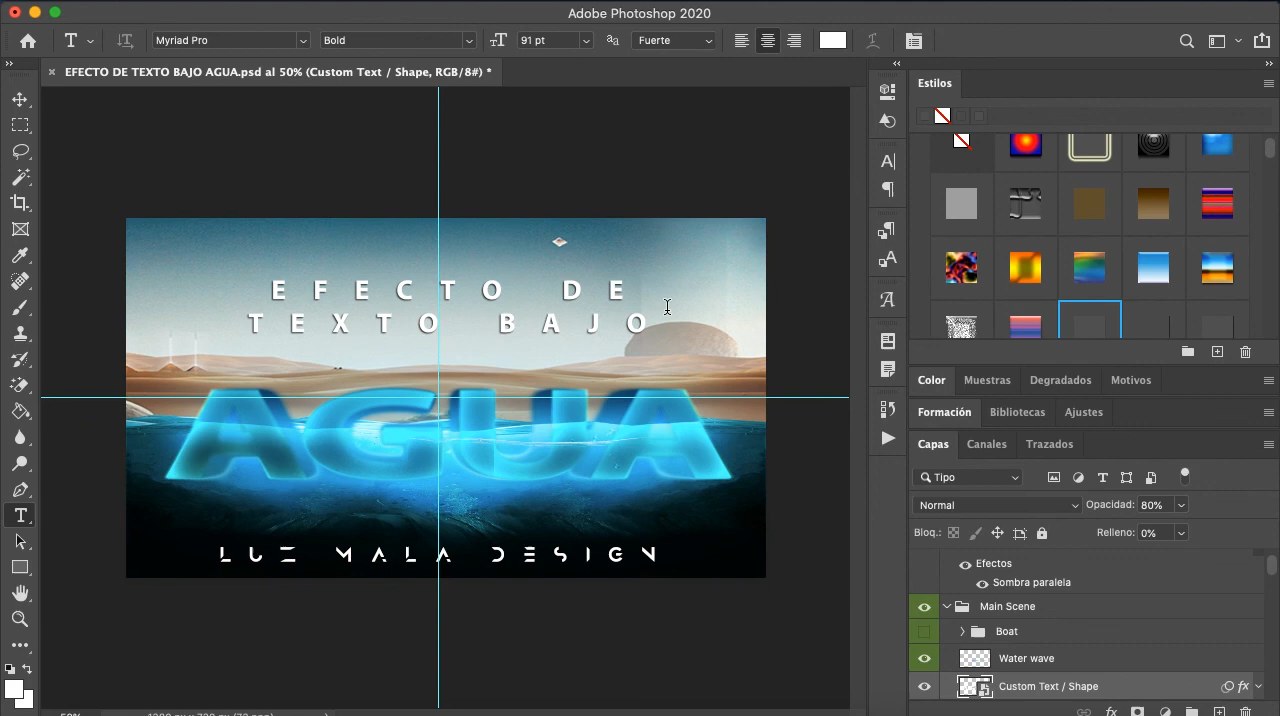 Adobe Photoshop 2020
Myriad Pro
Bold
91 pt
Fuerte
EFECTO DE TEXTO BAJO AGUA.psd al 50% (Custom Text / Shape, RGB/8#) *
Estilos
EFECTO DE
TEXTO BAJO
AGUA
LUZ MALA DESIGN
Color
Muestras
Degradados
Motivos
Formación
Bibliotecas
Ajustes
Capas
Canales
Trazados
Tipo
Normal
Opacidad: 80%
Bloq.:
Relleno: 0%
Efectos
Sombra paralela
Main Scene
Boat
Water wave
Custom Text / Shape